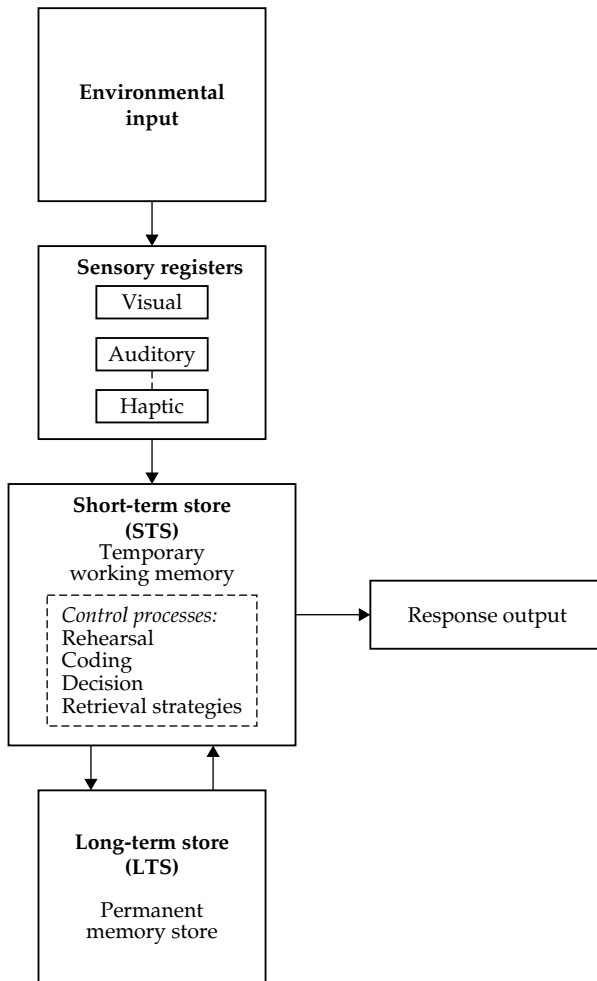 Environmental
input
Sensory registers
Visual
Auditory
Haptic
Short-term store
(STS)
Temporary
working memory
Control processes:
Rehearsal
Coding
Decision
Retrieval strategies
Response output
Long-term store
(LTS)
Permanent
memory store